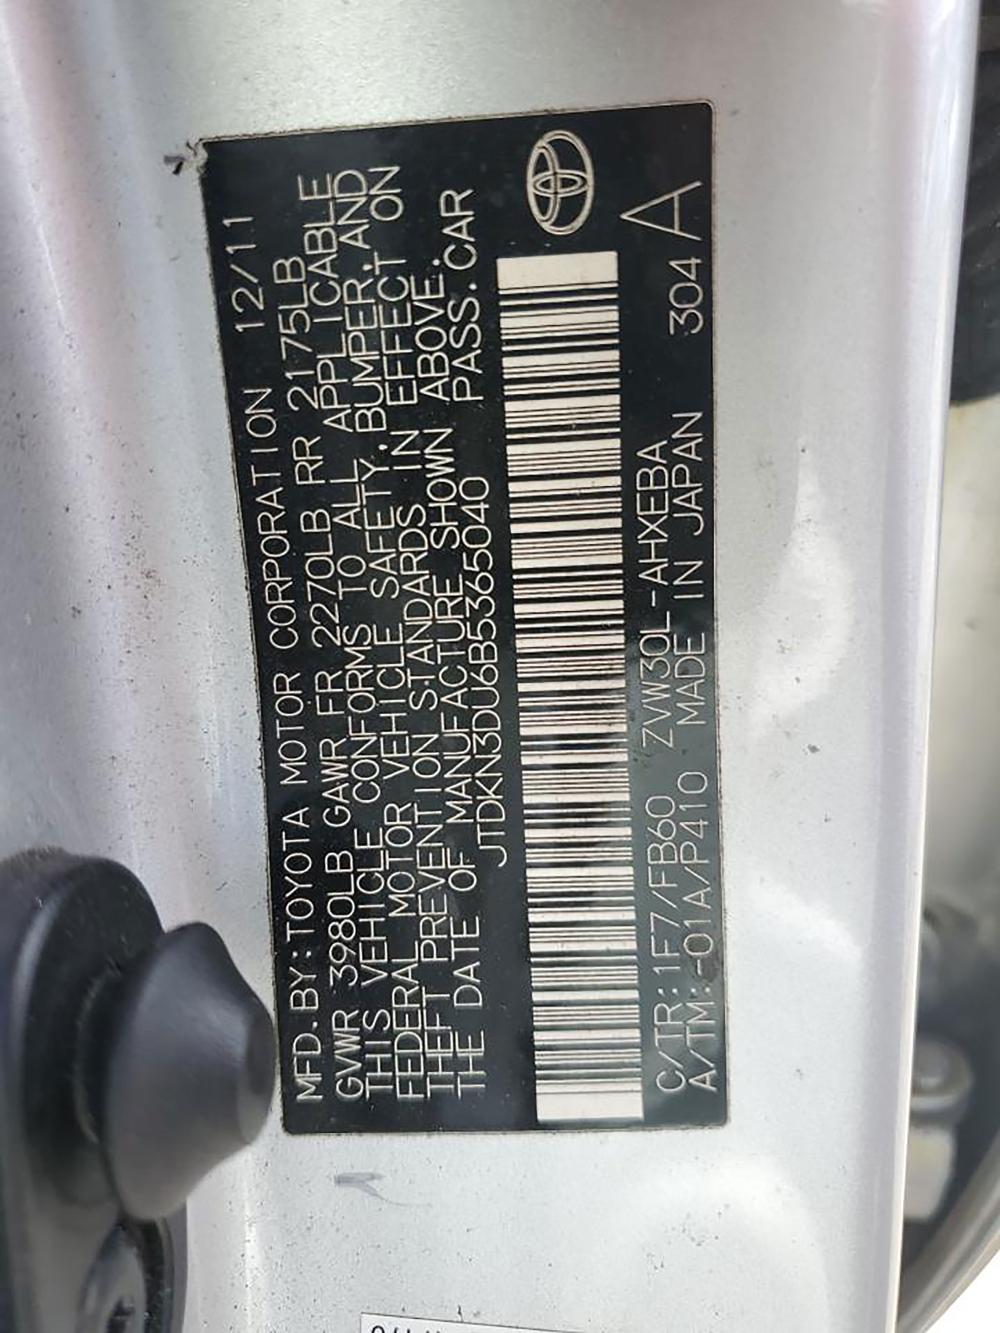 MFD.BY:TOYOTA MOTOR CORPORATION 12/11
GVWR 3980LB GAWR FR 2270LB RR 2175LB
THIS VEHICLE CONFORMS TO ALL APPLICABLE
FEDERAL MOTOR VEHICLE SAFETY, BUMPER, AND
THEFT PREVENTION STANDARDS IN EFFECT ON
THE DATE OF MANUFACTURE SHOWN ABOVE.
JTDKN3DU6B5365040 PASS.CAR
C/TR:1F7/FB60 ZVW30L-AHXEBA
A/TM:-01A/P410 MADE IN JAPAN 304 A